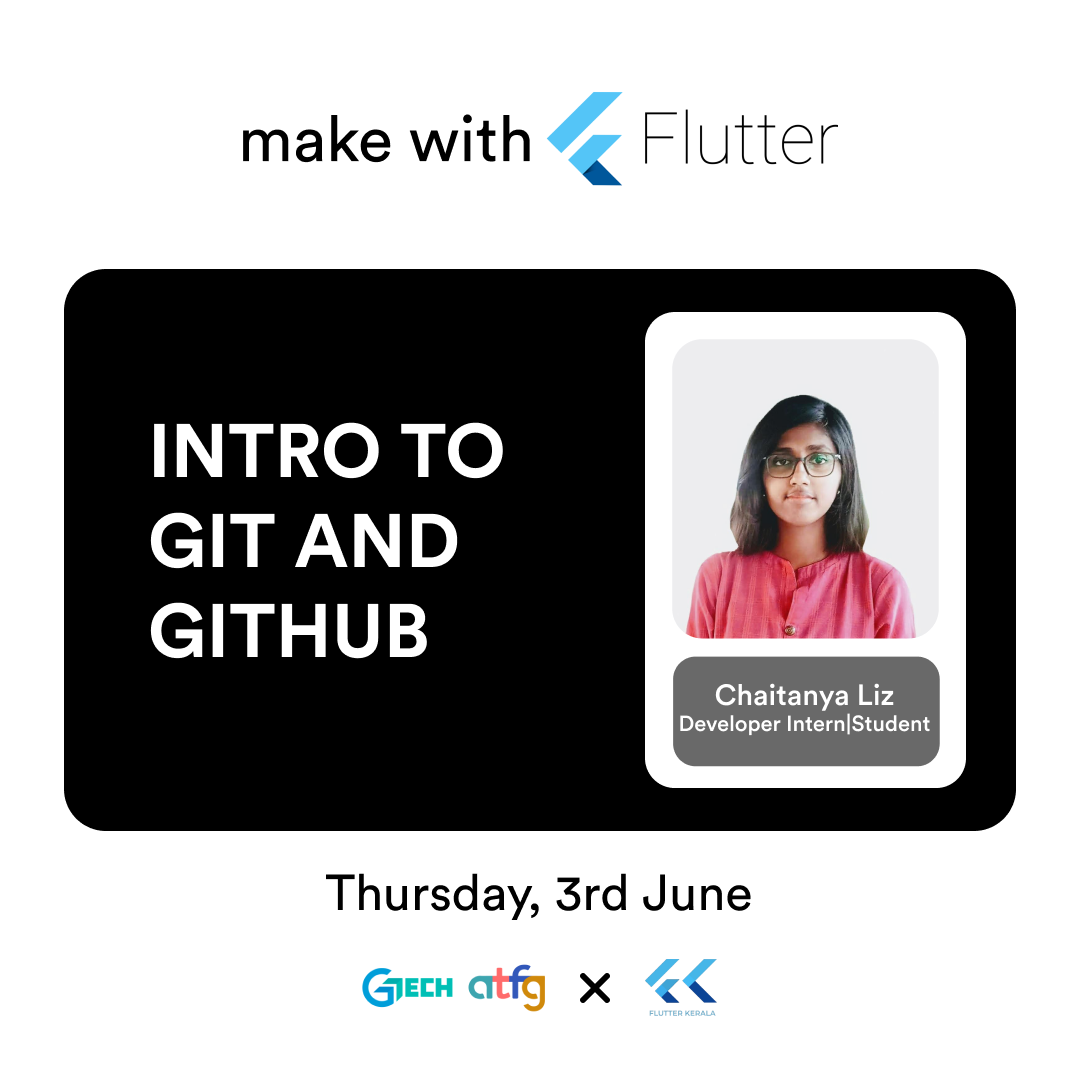 make with Flutter
INTRO TO
GIT AND
GITHUB
Chaitanya Liz
Developer Intern|Student
Thursday, 3rd June
GTECH atfg X
FLUTTER KERALA